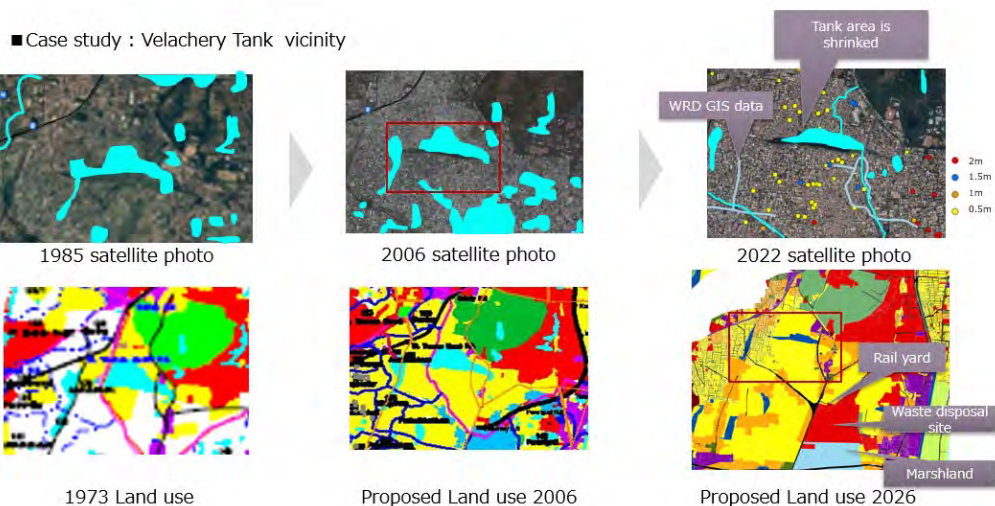 ■Case study : Velachery Tank vicinity
Tank area is
shrinked
WRD GIS data
2m
1.5m
1m
0.5m
1985 satellite photo
2006 satellite photo
2022 satellite photo
Rail yard
Waste disposal
site
Marshland
1973 Land use
Proposed Land use 2006
Proposed Land use 2026